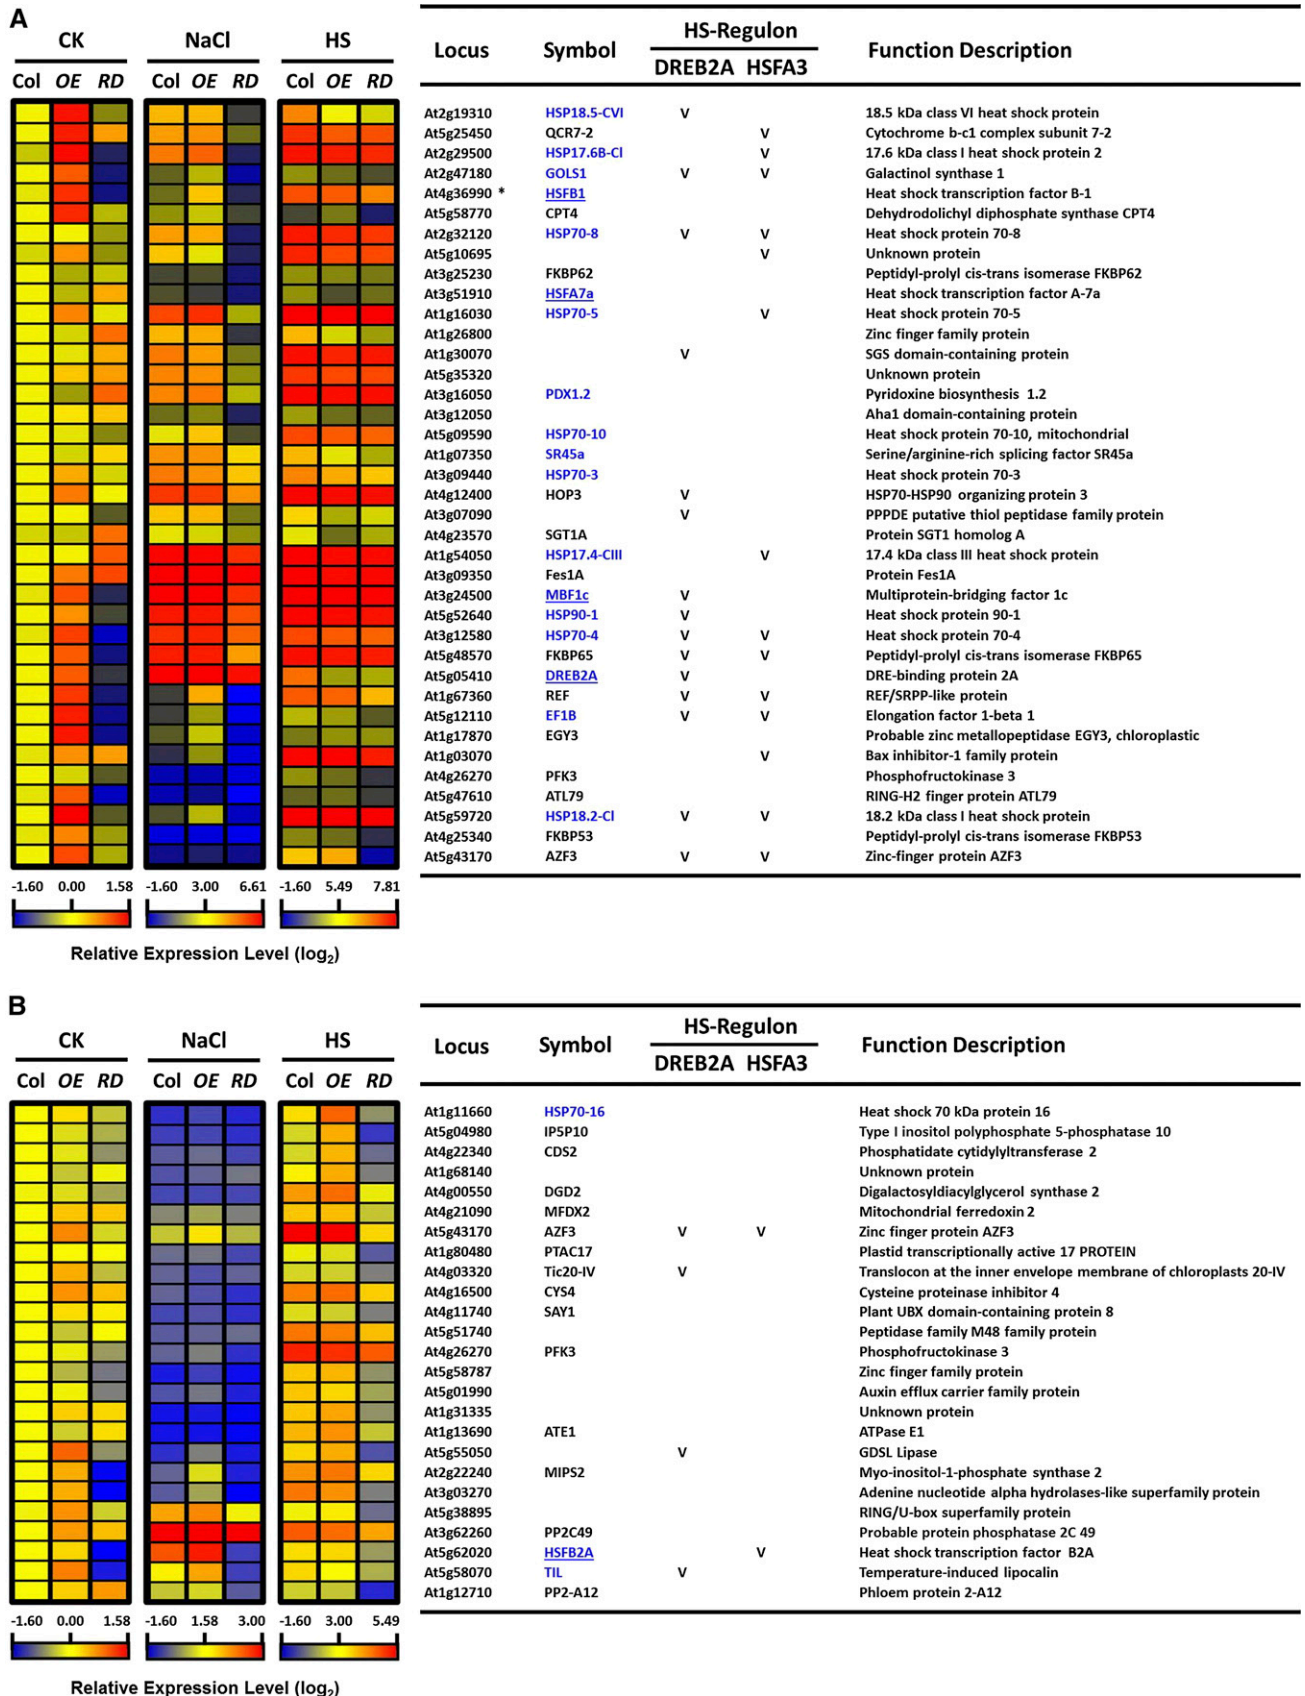 A
CK NaCl HS
Col OE RD Col OE RD Col OE RD
Locus Symbol HS-Regulon Function Description
DREB2A HSFA3
At2g19310 HSP18.5-CVI V 18.5 kDa class VI heat shock protein
At5g25450 QCR7-2 V Cytochrome b-c1 complex subunit 7-2
At2g29500 HSP17.6B-CI V 17.6 kDa class I heat shock protein 2
At2g47180 GOLS1 V V Galactinol synthase 1
At4g36990 * HSFB1 Heat shock transcription factor B-1
At5g58770 CPT4 Dehydrodolichyl diphosphate synthase CPT4
At2g32120 HSP70-8 V V Heat shock protein 70-8
At5g10695 V Unknown protein
At3g25230 FKBP62 Peptidyl-prolyl cis-trans isomerase FKBP62
At3g51910 HSFA7a Heat shock transcription factor A-7a
At1g16030 HSP70-5 V Heat shock protein 70-5
At1g26800 Zinc finger family protein
At1g30070 V SGS domain-containing protein
At5g35320 Unknown protein
At3g16050 PDX1.2 Pyridoxine biosynthesis 1.2
At3g12050 Aha1 domain-containing protein
At5g09590 HSP70-10 Heat shock protein 70-10, mitochondrial
At1g07350 SR45a Serine/arginine-rich splicing factor SR45a
At3g09440 HSP70-3 Heat shock protein 70-3
At4g12400 HOP3 V HSP70-HSP90 organizing protein 3
At3g07090 V PPPDE putative thiol peptidase family protein
At4g23570 SGT1A Protein SGT1 homolog A
At1g54050 HSP17.4-CIII V 17.4 kDa class III heat shock protein
At3g09350 Fes1A Protein Fes1A
At3g24500 MBF1c V Multiprotein-bridging factor 1c
At5g52640 HSP90-1 V Heat shock protein 90-1
At3g12580 HSP70-4 V V Heat shock protein 70-4
At5g48570 FKBP65 V V Peptidyl-prolyl cis-trans isomerase FKBP65
At5g05410 DREB2A V DRE-binding protein 2A
At1g67360 REF V V REF/SRPP-like protein
At5g12110 EF1B V V Elongation factor 1-beta 1
At1g17870 EGY3 Probable zinc metallopeptidase EGY3, chloroplastic
At1g03070 V Bax inhibitor-1 family protein
At4g26270 PFK3 Phosphofructokinase 3
At5g47610 ATL79 RING-H2 finger protein ATL79
At5g59720 HSP18.2-CI V V 18.2 kDa class I heat shock protein
At4g25340 FKBP53 Peptidyl-prolyl cis-trans isomerase FKBP53
At5g43170 AZF3 V V Zinc-finger protein AZF3
-1.60 0.00 1.58 -1.60 3.00 6.61 -1.60 5.49 7.81
Relative Expression Level (log2)
B
CK NaCl HS
Col OE RD Col OE RD Col OE RD
Locus Symbol HS-Regulon Function Description
DREB2A HSFA3
At1g11660 HSP70-16 Heat shock 70 kDa protein 16
At5g04980 IP5P10 Type I inositol polyphosphate 5-phosphatase 10
At4g22340 CDS2 Phosphatidate cytidylyltransferase 2
At1g68140 Unknown protein
At4g00550 DGD2 Digalactosyldiacylglycerol synthase 2
At4g21090 MFDX2 Mitochondrial ferredoxin 2
At5g43170 AZF3 V V Zinc finger protein AZF3
At1g80480 PTAC17 Plastid transcriptionally active 17 PROTEIN
At4g03320 Tic20-IV V Translocon at the inner envelope membrane of chloroplasts 20-IV
At4g16500 CYS4 Cysteine proteinase inhibitor 4
At4g11740 SAY1 Plant UBX domain-containing protein 8
At5g51740 Peptidase family M48 family protein
At4g26270 PFK3 Phosphofructokinase 3
At5g58787 Zinc finger family protein
At5g01990 Auxin efflux carrier family protein
At1g31335 Unknown protein
At1g13690 ATE1 ATPase E1
At5g55050 V GDSL Lipase
At2g22240 MIPS2 Myo-inositol-1-phosphate synthase 2
At3g03270 Adenine nucleotide alpha hydrolases-like superfamily protein
At5g38895 RING/U-box superfamily protein
At3g62260 PP2C49 Probable protein phosphatase 2C 49
At5g62020 HSFB2A V Heat shock transcription factor B2A
At5g58070 TIL V Temperature-induced lipocalin
At1g12710 PP2-A12 Phloem protein 2-A12
-1.60 0.00 1.58 -1.60 1.58 3.00 -1.60 3.00 5.49
Relative Expression Level (log2)